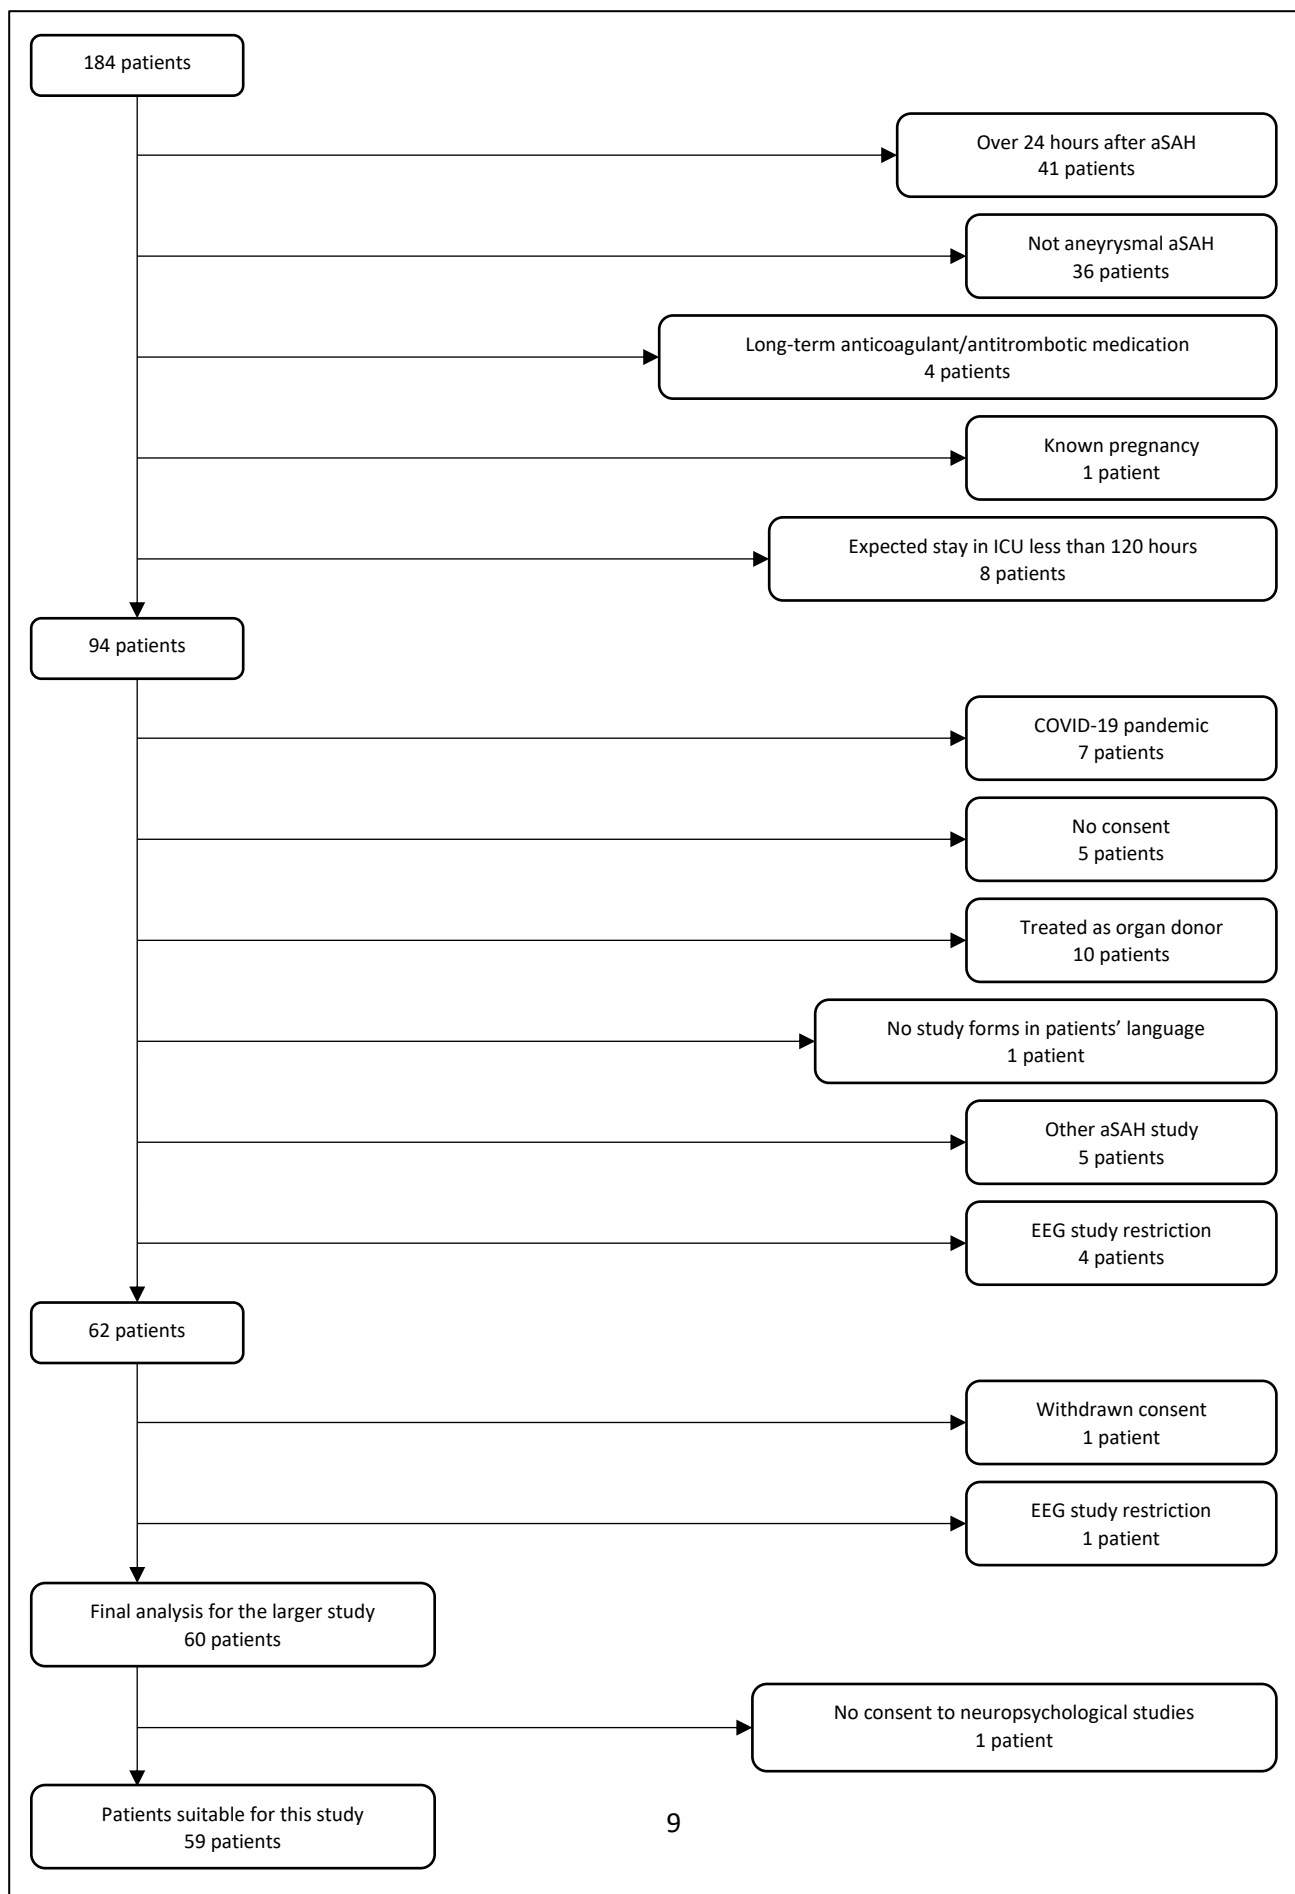 184 patients
Over 24 hours after aSAH
41 patients
Not aneyrysmal aSAH
36 patients
Long-term anticoagulant/antitrombotic medication
4 patients
Known pregnancy
1 patient
Expected stay in ICU less than 120 hours
8 patients
94 patients
COVID-19 pandemic
7 patients
No consent
5 patients
Treated as organ donor
10 patients
No study forms in patients’ language
1 patient
Other aSAH study
5 patients
EEG study restriction
4 patients
62 patients
Withdrawn consent
1 patient
EEG study restriction
1 patient
Final analysis for the larger study
60 patients
No consent to neuropsychological studies
1 patient
Patients suitable for this study
59 patients
9